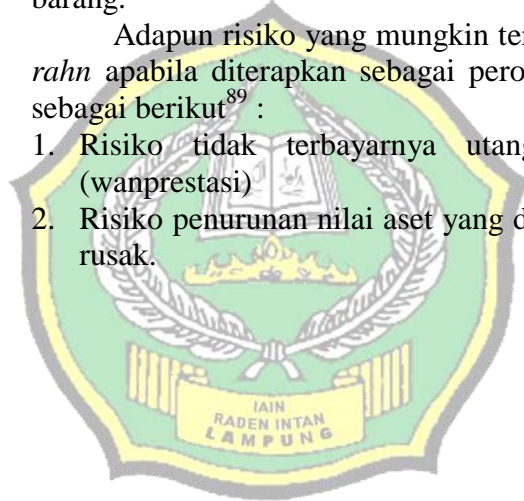 barang.
Adapun risiko yang mungkin ter
rahn apabila diterapkan sebagai pero
sebagai berikut89 :
1. Risiko tidak terbayarnya utang
(wanprestasi)
2. Risiko penurunan nilai aset yang d
rusak.
IAIN
RADEN INTAN
LAMPUNG